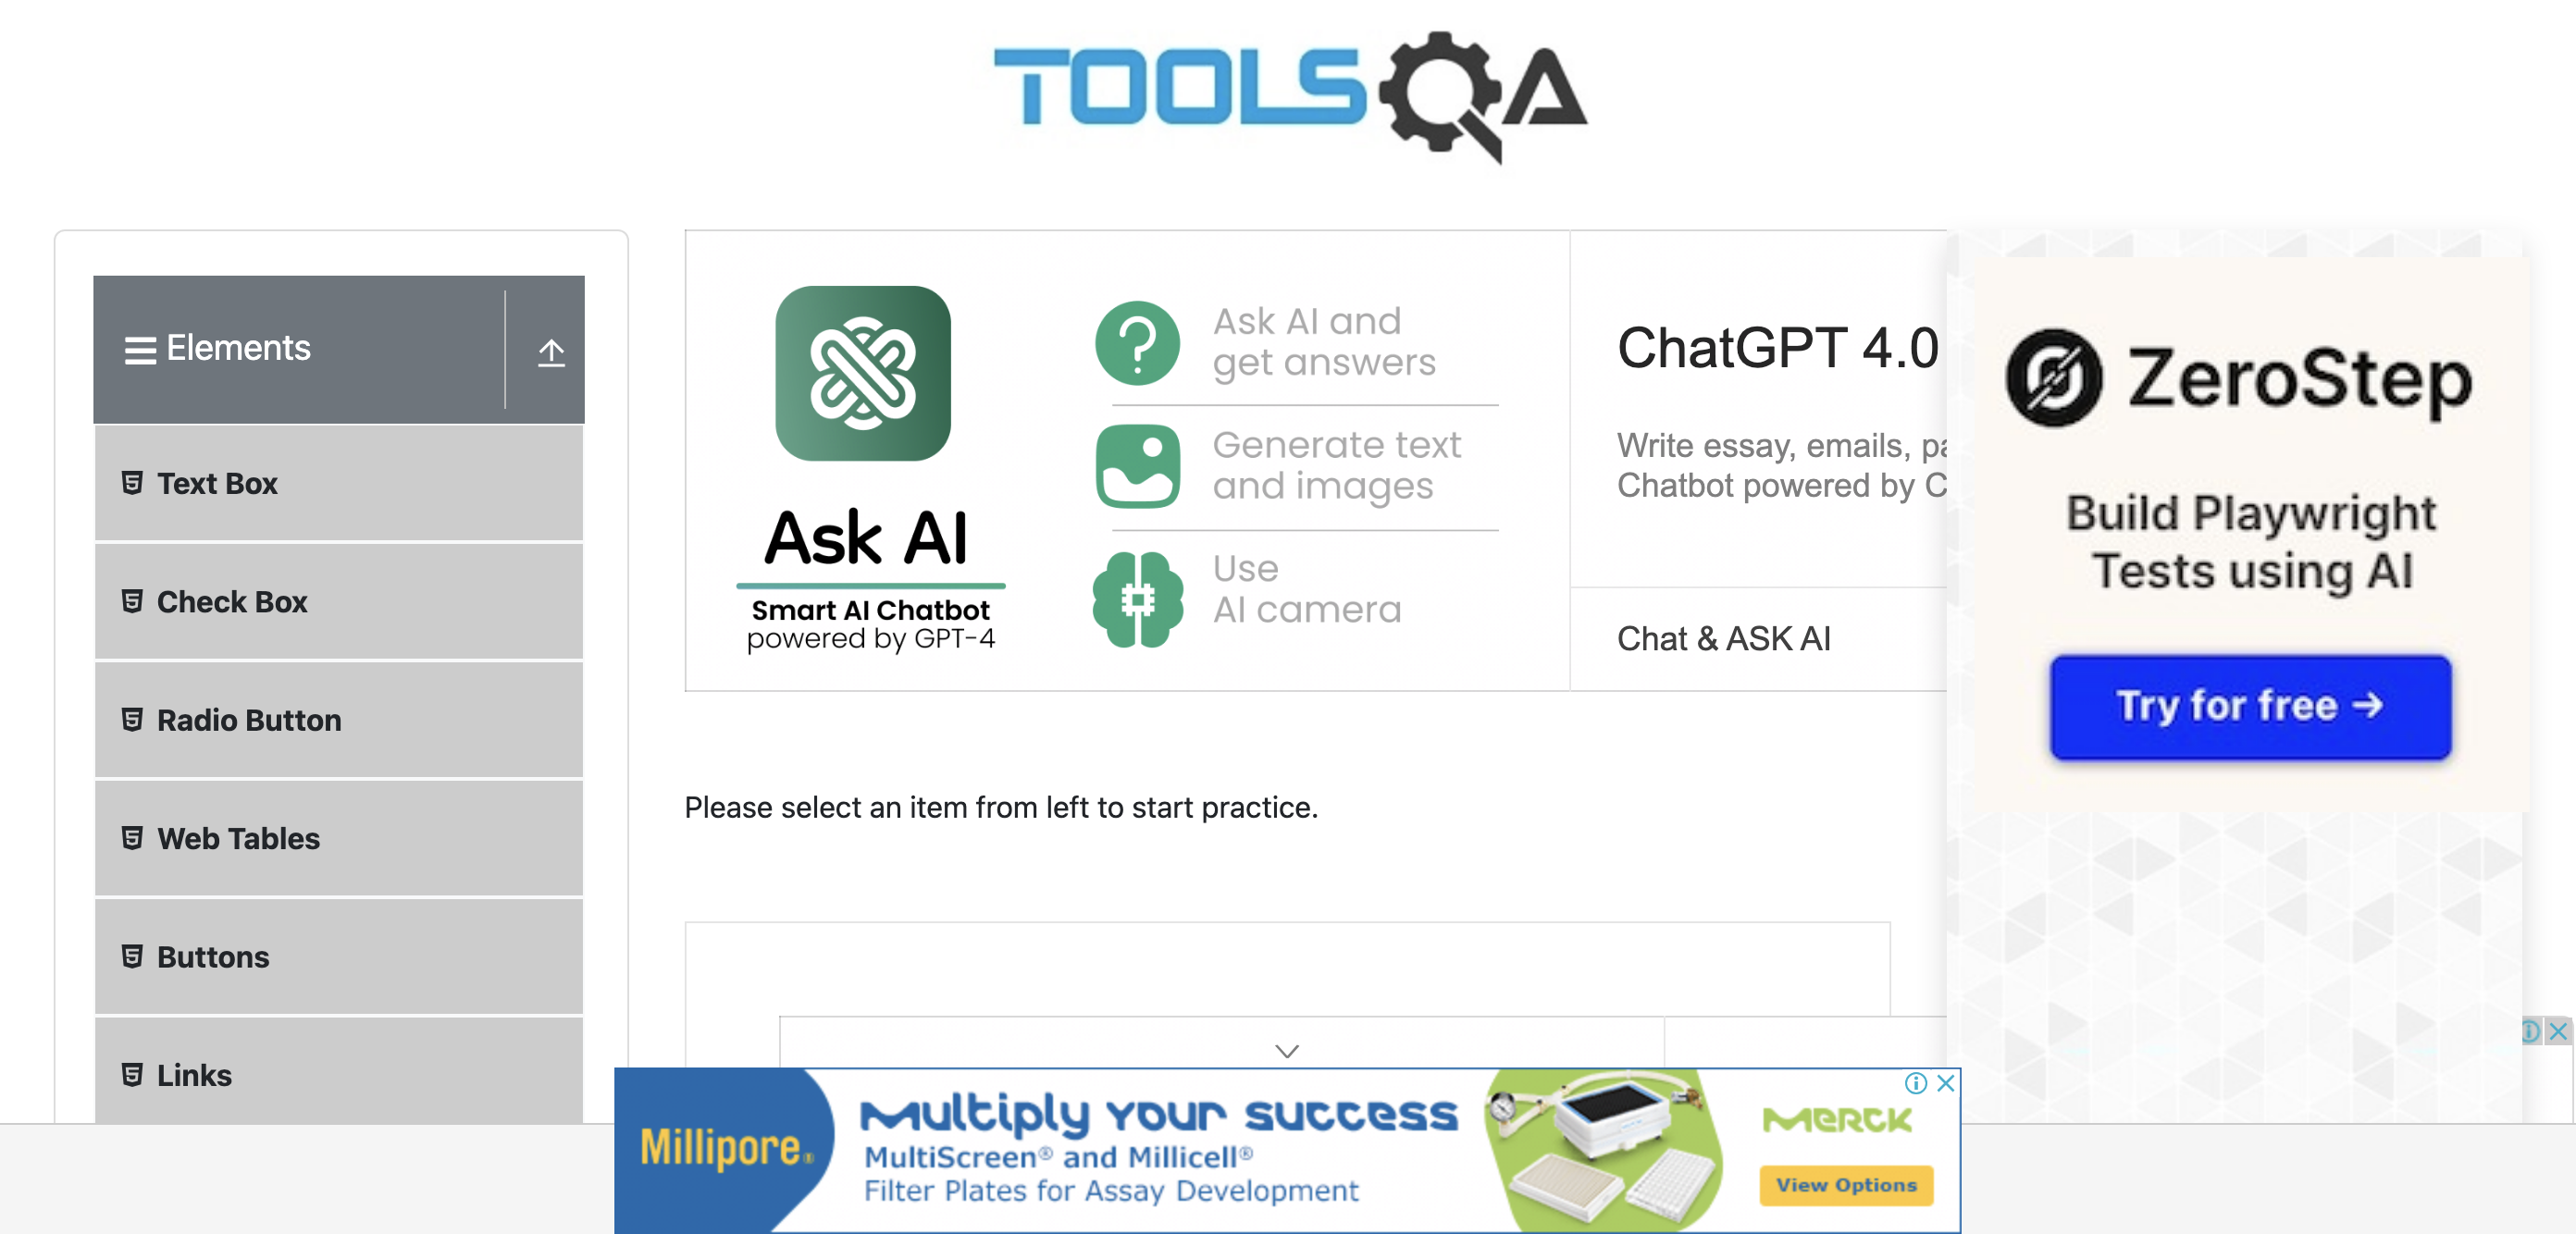 TOOLSQA
Elements
Text Box
Check Box
Radio Button
Web Tables
Buttons
Links
Ask AI
Smart AI Chatbot
powered by GPT-4
Ask AI and
get answers
Generate text
and images
Use
AI camera
ChatGPT 4.0
Write essay, emails,
Chatbot powered by
Chat & ASK AI
ZeroStep
Build Playwright
Tests using AI
Try for free →
Please select an item from left to start practice.
Millipore®
Multiply your success
MultiScreen® and Millicell®
Filter Plates for Assay Development
MERCK
View Options